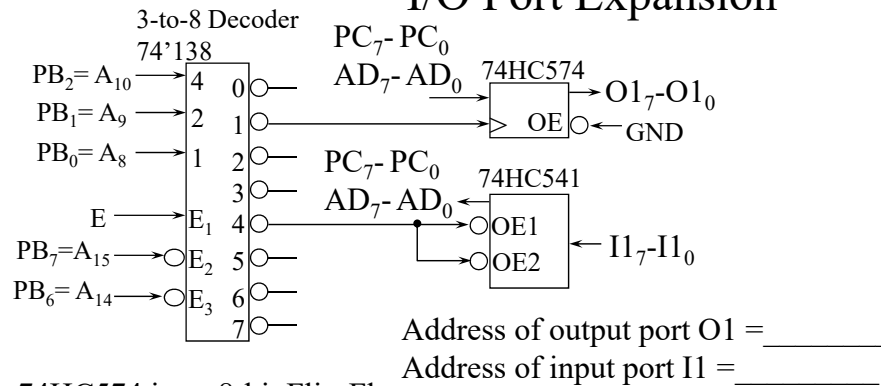 I/O Port Expansion
3-to-8 Decoder
74’138
PB₂= A₁₀
PB₁= A₉
PB₀= A₈
E
PB₇=A₁₅
PB₆= A₁₄
4
2
1
E₁
E₂
E₃
0
1
2
3
4
5
6
7
PC₇- PC₀
AD₇- AD₀
74HC574
OE
O1₇-O1₀
GND
PC₇- PC₀
AD₇- AD₀
74HC541
OE1
OE2
I1₇-I1₀
Address of output port O1 =________
Address of input port I1 =__________